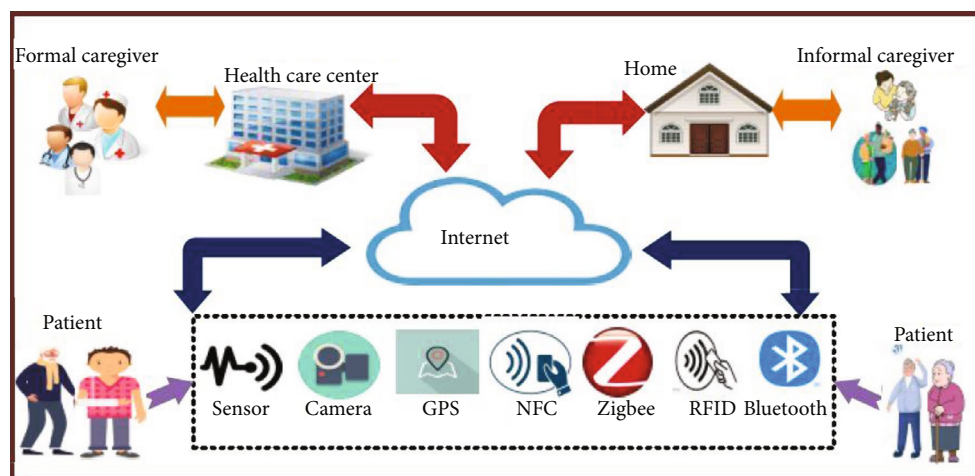 Formal caregiver
Health care center
Home
Informal caregiver
Internet
Patient
Patient
Sensor
Camera
GPS
NFC
Zigbee
RFID
Bluetooth